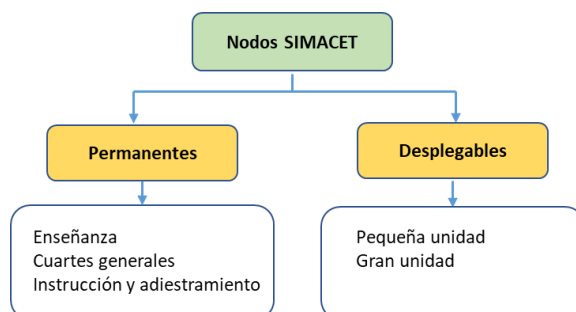 Nodos SIMACET
Permanentes
Desplegables
Enseñanza
Cuartes generales
Instrucción y adiestramiento
Pequeña unidad
Gran unidad